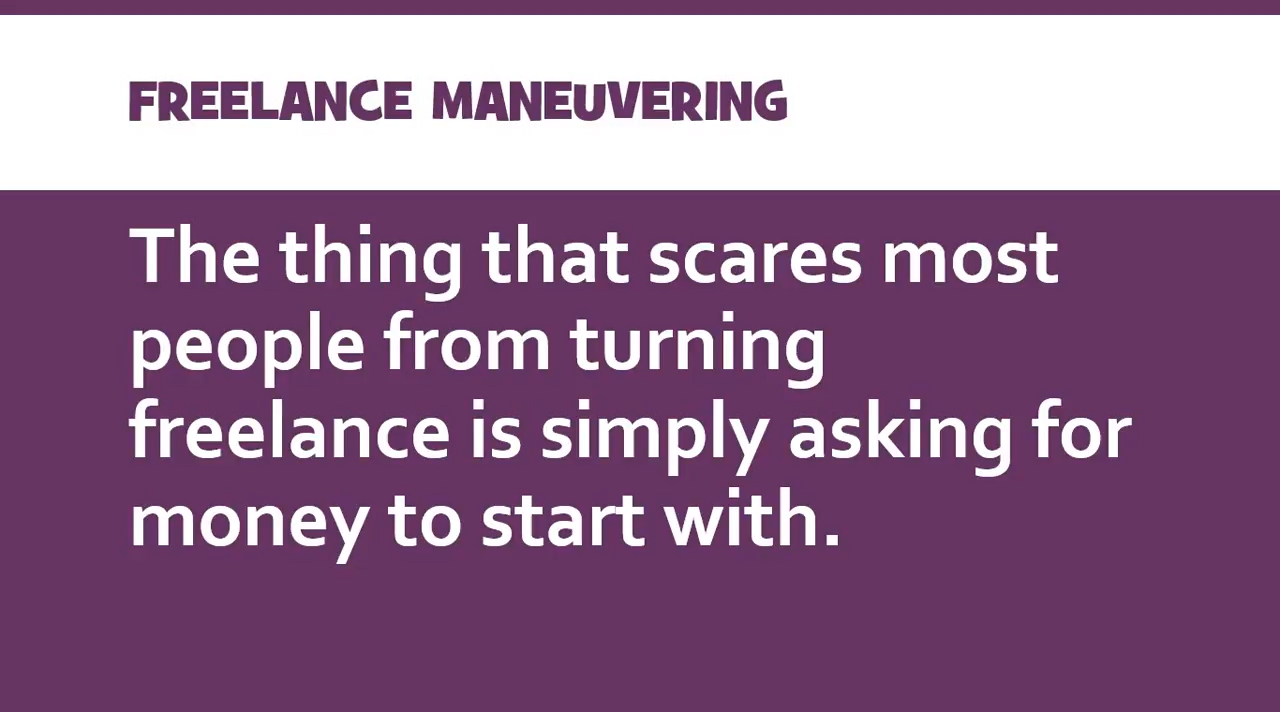 FREELANCE MANEUVERING
The thing that scares most
people from turning
freelance is simply asking for
money to start with.